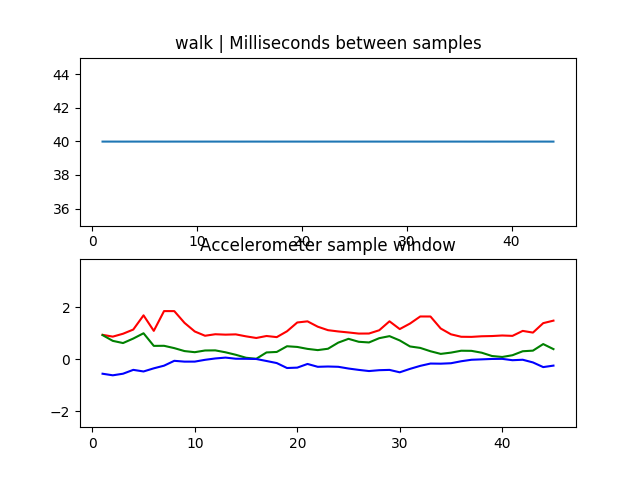 walk | Milliseconds between samples
44
42
40
38
36
0 10 20 30 40
Accelerometer sample window
2
0
−2
0 10 20 30 40